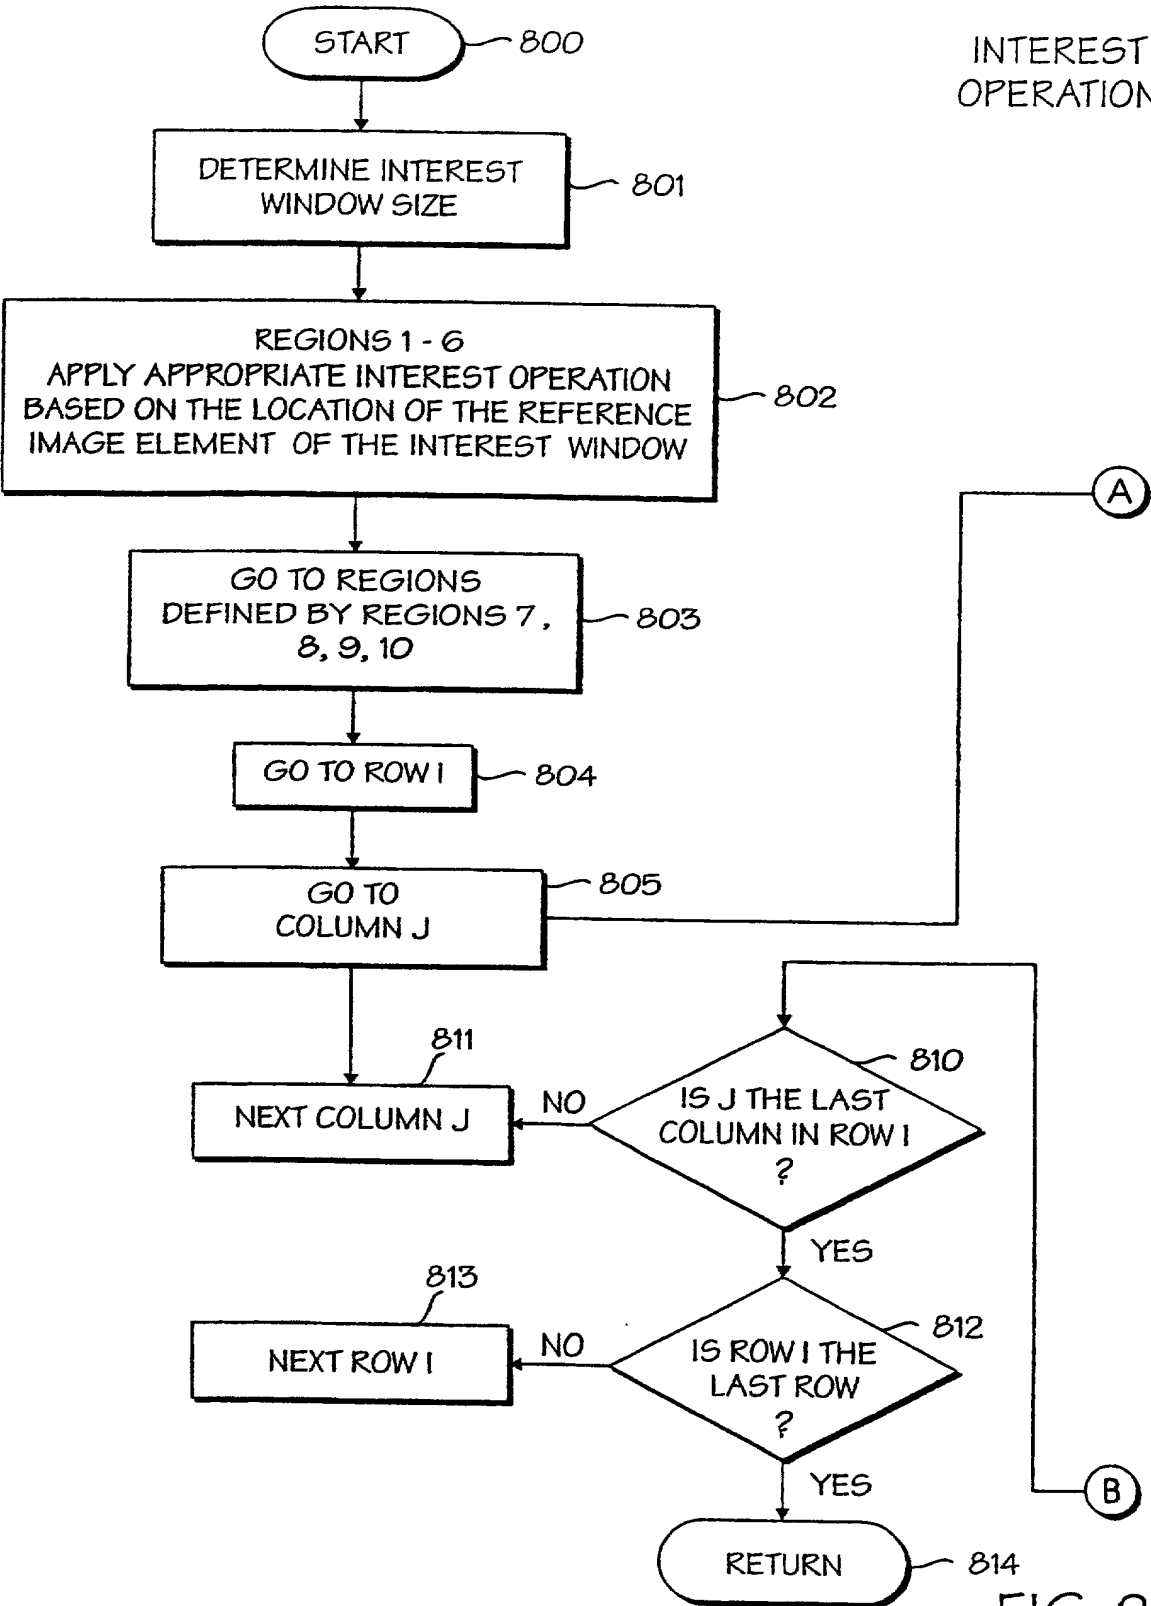 START
800
INTEREST
OPERATION
DETERMINE INTEREST
WINDOW SIZE
801
REGIONS 1 - 6
APPLY APPROPRIATE INTEREST OPERATION
BASED ON THE LOCATION OF THE REFERENCE
IMAGE ELEMENT OF THE INTEREST WINDOW
802
A
GO TO REGIONS
DEFINED BY REGIONS 7,
8, 9, 10
803
GO TO ROW I
804
GO TO
COLUMN J
805
811
NEXT COLUMN J
NO
810
IS J THE LAST
COLUMN IN ROW I
?
YES
813
NEXT ROW I
NO
812
IS ROW I THE
LAST ROW
?
YES
B
RETURN
814